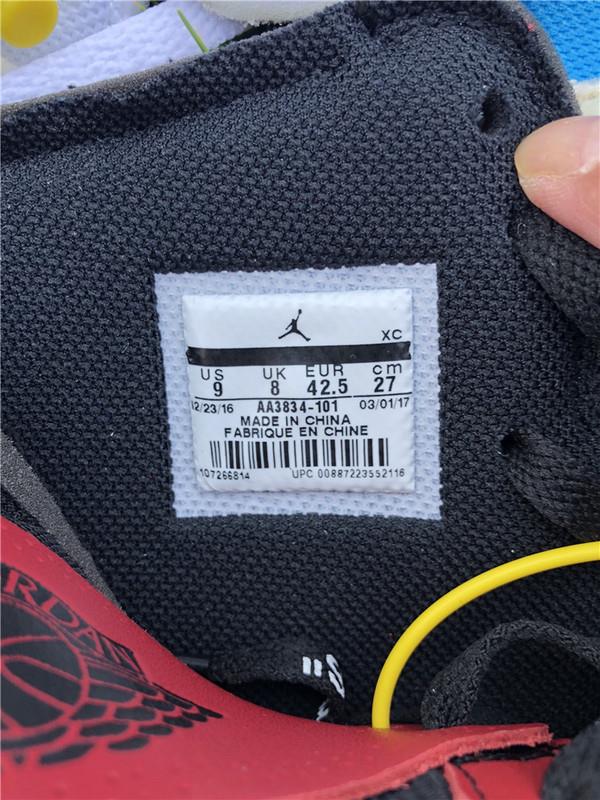 XC
US UK EUR cm
9 8 42.5 27
12/23/16 AA3834-101 03/01/17
MADE IN CHINA
FABRIQUE EN CHINE
107266814 UPC 00887223552116
JORDAN